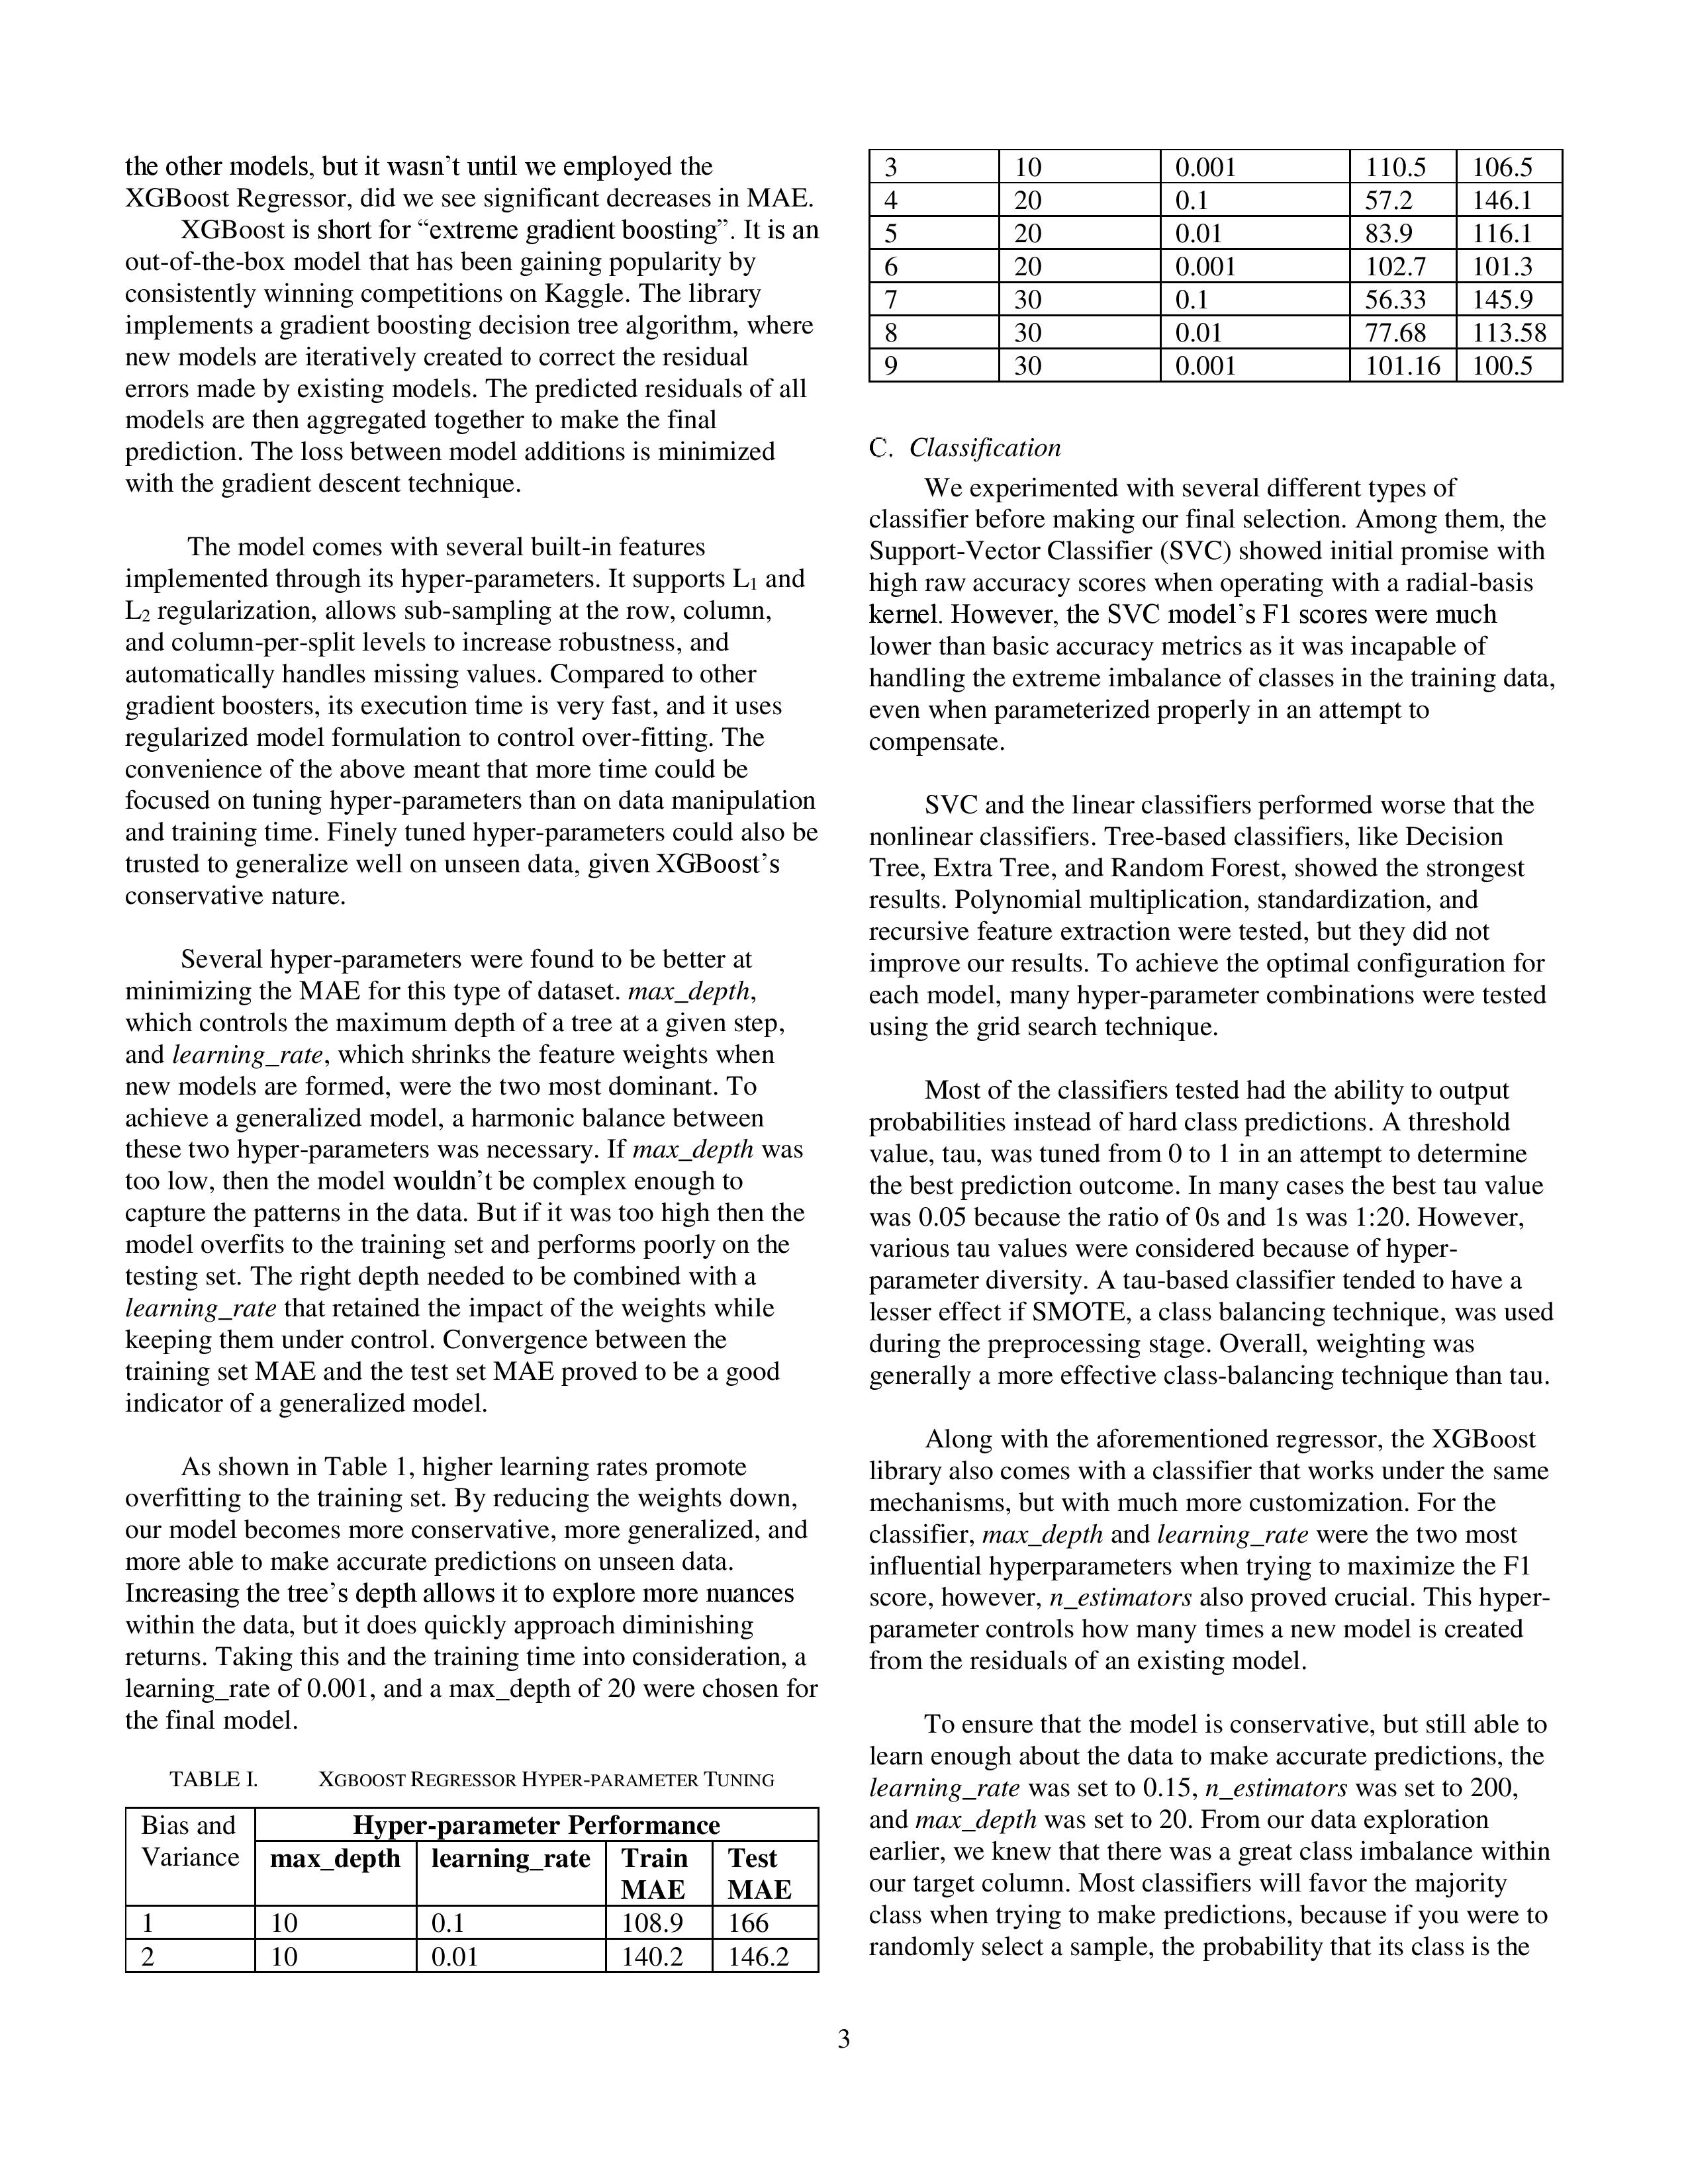 the other models, but it wasn’t until we employed the
XGBoost Regressor, did we see significant decreases in MAE.
XGBoost is short for “extreme gradient boosting”. It is an
out-of-the-box model that has been gaining popularity by
consistently winning competitions on Kaggle. The library
implements a gradient boosting decision tree algorithm, where
new models are iteratively created to correct the residual
errors made by existing models. The predicted residuals of all
models are then aggregated together to make the final
prediction. The loss between model additions is minimized
with the gradient descent technique.
The model comes with several built-in features
implemented through its hyper-parameters. It supports L1 and
L2 regularization, allows sub-sampling at the row, column,
and column-per-split levels to increase robustness, and
automatically handles missing values. Compared to other
gradient boosters, its execution time is very fast, and it uses
regularized model formulation to control over-fitting. The
convenience of the above meant that more time could be
focused on tuning hyper-parameters than on data manipulation
and training time. Finely tuned hyper-parameters could also be
trusted to generalize well on unseen data, given XGBoost’s
conservative nature.
Several hyper-parameters were found to be better at
minimizing the MAE for this type of dataset. max_depth,
which controls the maximum depth of a tree at a given step,
and learning_rate, which shrinks the feature weights when
new models are formed, were the two most dominant. To
achieve a generalized model, a harmonic balance between
these two hyper-parameters was necessary. If max_depth was
too low, then the model wouldn’t be complex enough to
capture the patterns in the data. But if it was too high then the
model overfits to the training set and performs poorly on the
testing set. The right depth needed to be combined with a
learning_rate that retained the impact of the weights while
keeping them under control. Convergence between the
training set MAE and the test set MAE proved to be a good
indicator of a generalized model.
As shown in Table 1, higher learning rates promote
overfitting to the training set. By reducing the weights down,
our model becomes more conservative, more generalized, and
more able to make accurate predictions on unseen data.
Increasing the tree’s depth allows it to explore more nuances
within the data, but it does quickly approach diminishing
returns. Taking this and the training time into consideration, a
learning_rate of 0.001, and a max_depth of 20 were chosen for
the final model.
TABLE I. XGBOOST REGRESSOR HYPER-PARAMETER TUNING
Bias and Variance Hyper-parameter Performance
max_depth learning_rate Train MAE Test MAE
1 10 0.1 108.9 166
2 10 0.01 140.2 146.2
3 10 0.001 110.5 106.5
4 20 0.1 57.2 146.1
5 20 0.01 83.9 116.1
6 20 0.001 102.7 101.3
7 30 0.1 56.33 145.9
8 30 0.01 77.68 113.58
9 30 0.001 101.16 100.5
C. Classification
We experimented with several different types of
classifier before making our final selection. Among them, the
Support-Vector Classifier (SVC) showed initial promise with
high raw accuracy scores when operating with a radial-basis
kernel. However, the SVC model’s F1 scores were much
lower than basic accuracy metrics as it was incapable of
handling the extreme imbalance of classes in the training data,
even when parameterized properly in an attempt to
compensate.
SVC and the linear classifiers performed worse that the
nonlinear classifiers. Tree-based classifiers, like Decision
Tree, Extra Tree, and Random Forest, showed the strongest
results. Polynomial multiplication, standardization, and
recursive feature extraction were tested, but they did not
improve our results. To achieve the optimal configuration for
each model, many hyper-parameter combinations were tested
using the grid search technique.
Most of the classifiers tested had the ability to output
probabilities instead of hard class predictions. A threshold
value, tau, was tuned from 0 to 1 in an attempt to determine
the best prediction outcome. In many cases the best tau value
was 0.05 because the ratio of 0s and 1s was 1:20. However,
various tau values were considered because of hyper-
parameter diversity. A tau-based classifier tended to have a
lesser effect if SMOTE, a class balancing technique, was used
during the preprocessing stage. Overall, weighting was
generally a more effective class-balancing technique than tau.
Along with the aforementioned regressor, the XGBoost
library also comes with a classifier that works under the same
mechanisms, but with much more customization. For the
classifier, max_depth and learning_rate were the two most
influential hyperparameters when trying to maximize the F1
score, however, n_estimators also proved crucial. This hyper-
parameter controls how many times a new model is created
from the residuals of an existing model.
To ensure that the model is conservative, but still able to
learn enough about the data to make accurate predictions, the
learning_rate was set to 0.15, n_estimators was set to 200,
and max_depth was set to 20. From our data exploration
earlier, we knew that there was a great class imbalance within
our target column. Most classifiers will favor the majority
class when trying to make predictions, because if you were to
randomly select a sample, the probability that its class is the
3